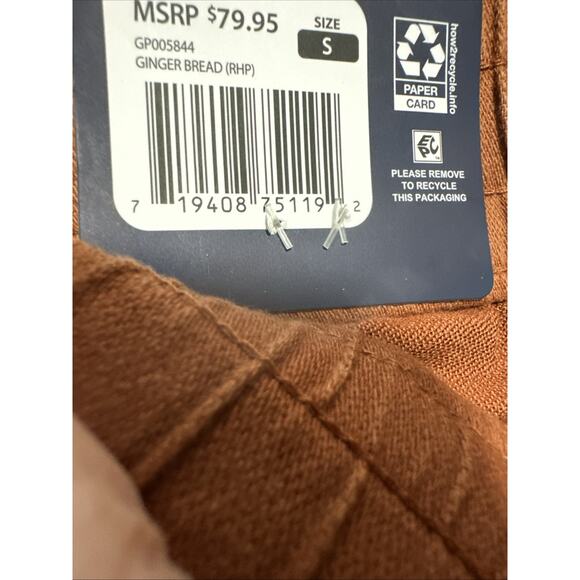 MSRP $79.95
SIZE
S
GP005844
GINGER BREAD (RHP)
7 19408 75119 2
how2recycle.info
PAPER
CARD
EPC
PLEASE REMOVE
TO RECYCLE
THIS PACKAGING